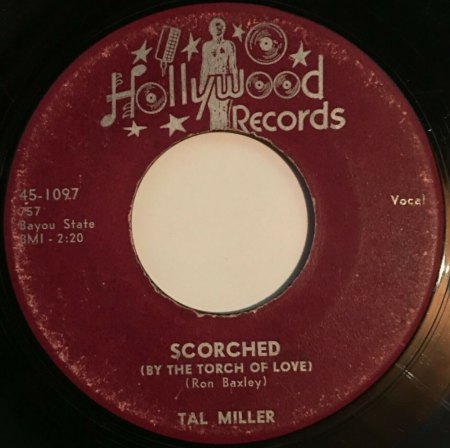 Hollywood
Records
45-1097
757
Bayou State
BMI - 2:20
Vocal
SCORCHED
(BY THE TORCH OF LOVE)
(Ron Baxley)
TAL MILLER